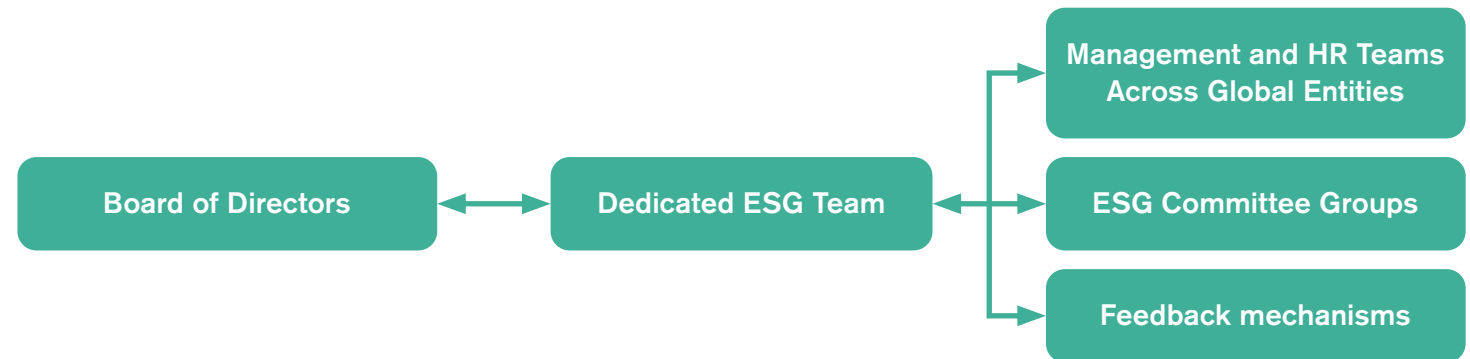 Board of Directors
Dedicated ESG Team
Management and HR Teams
Across Global Entities
ESG Committee Groups
Feedback mechanisms